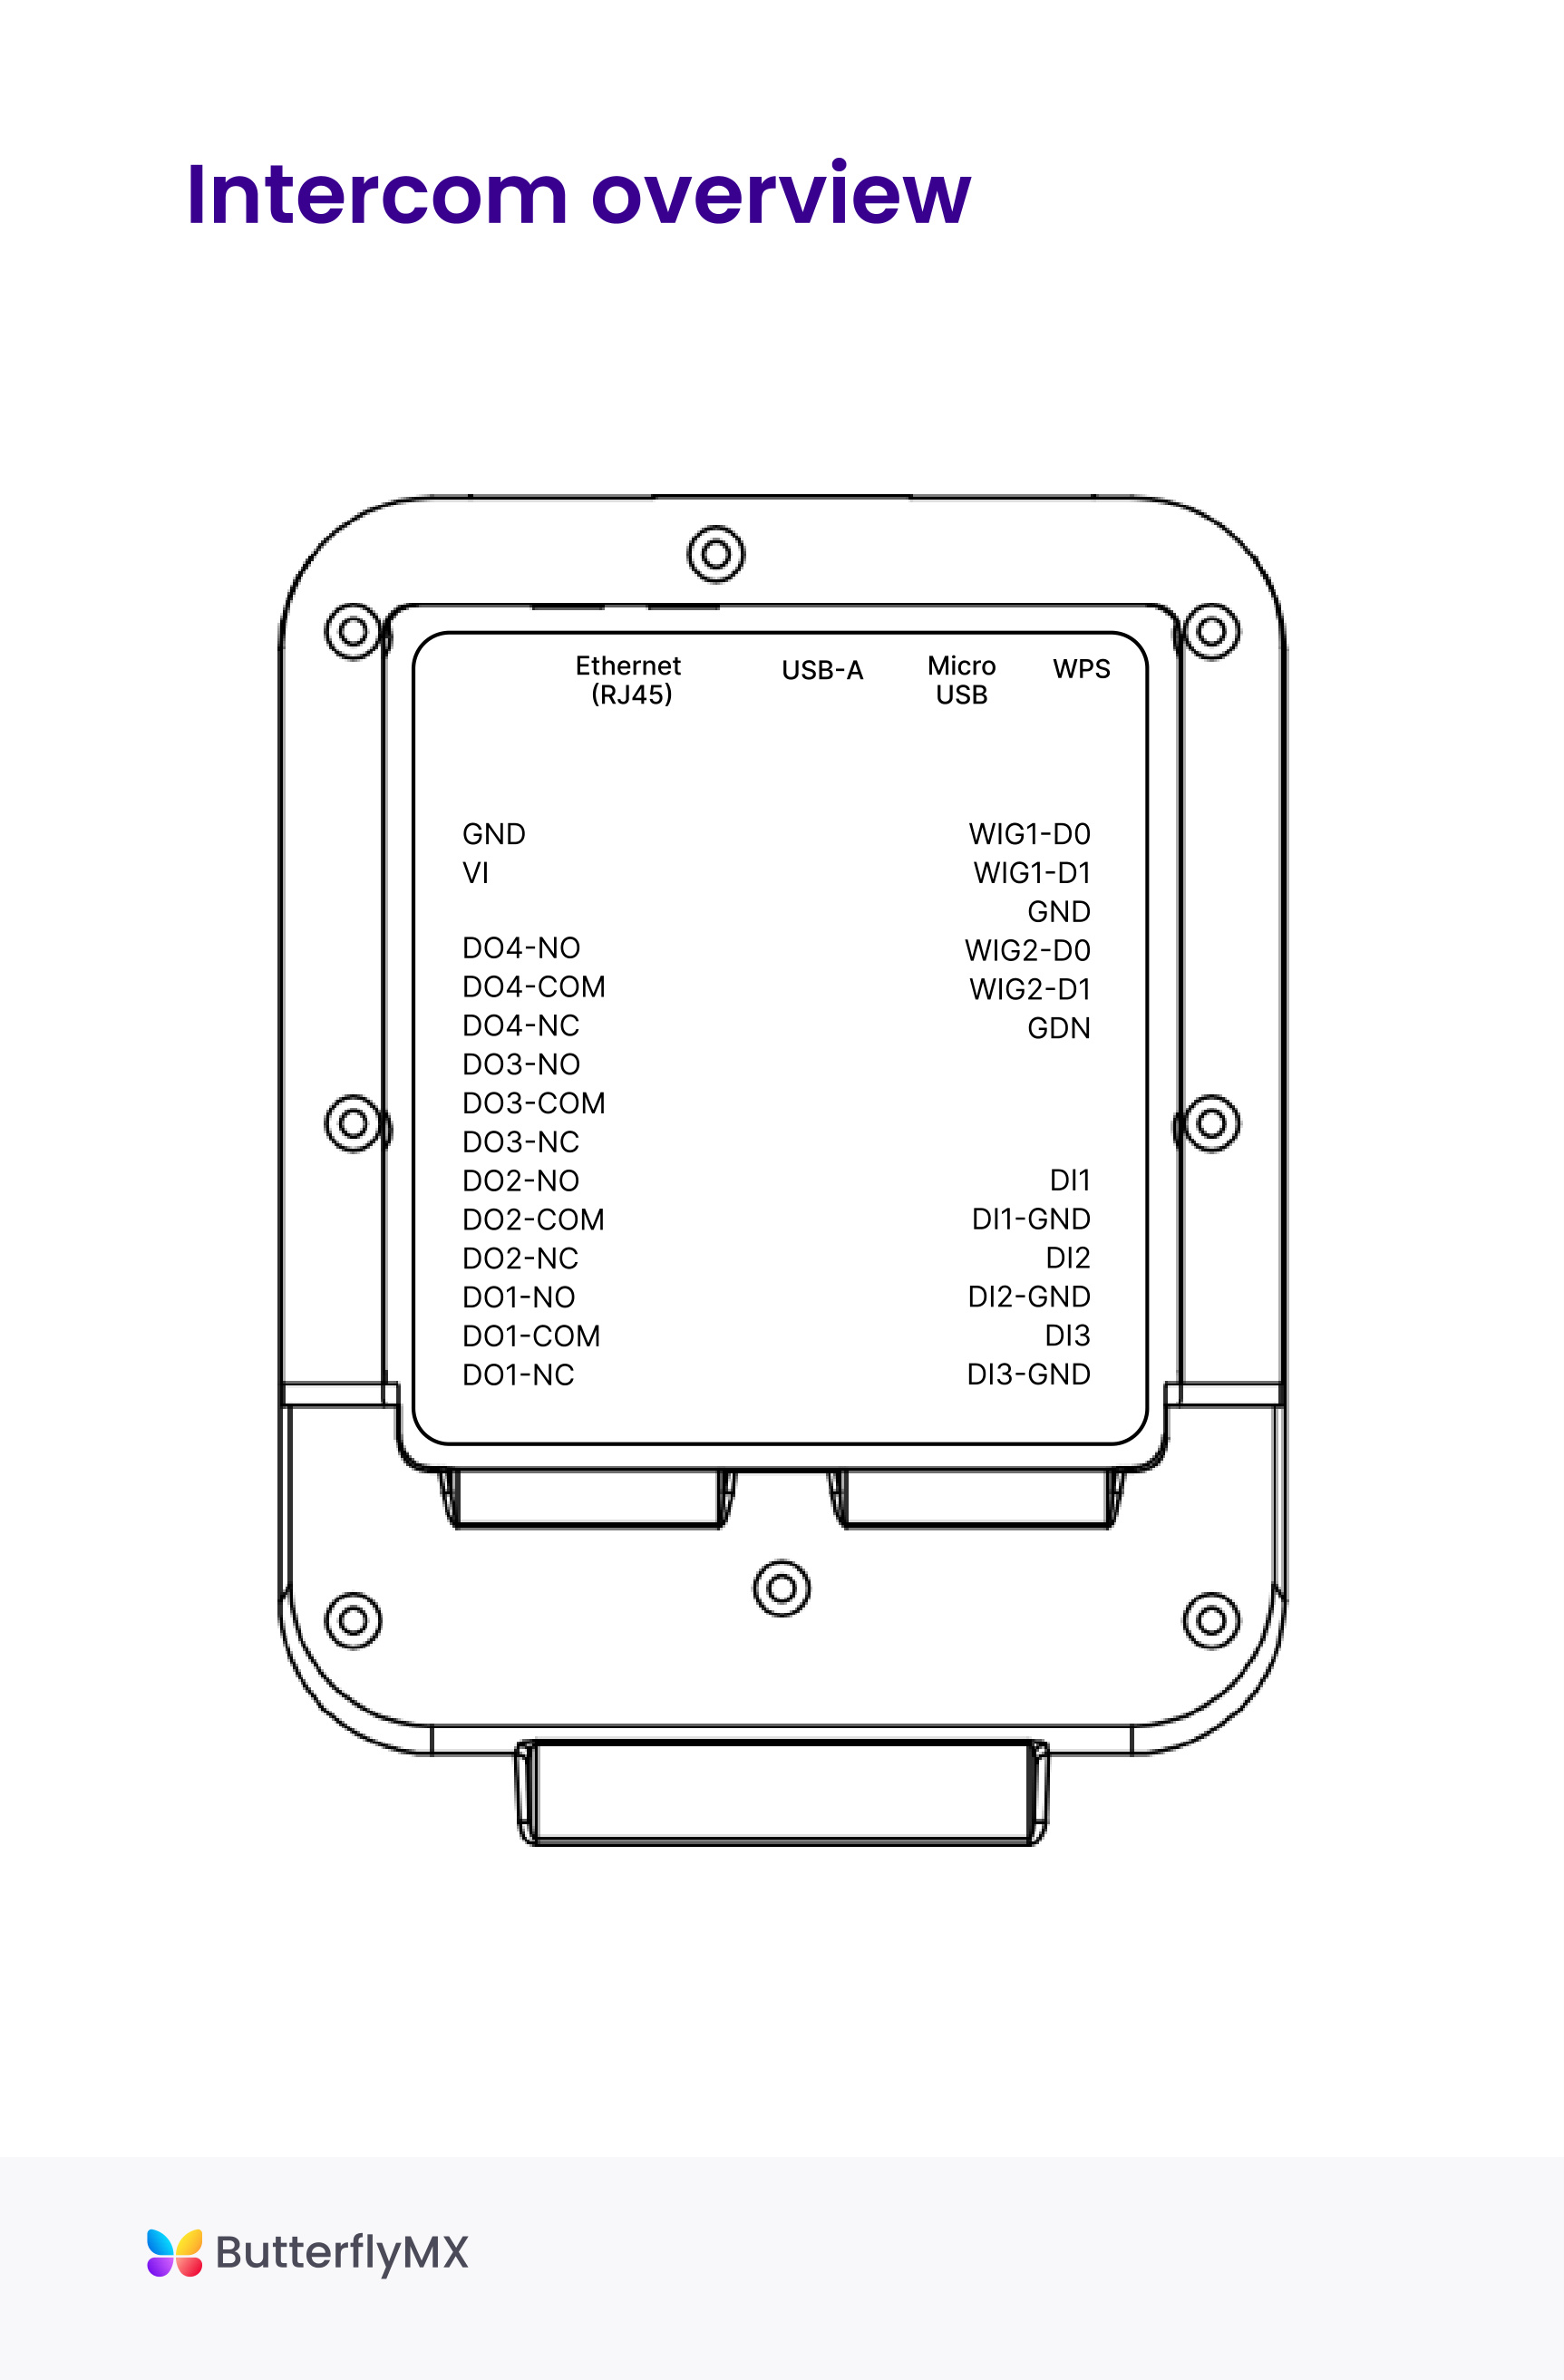 Intercom overview
Ethernet
(RJ45)
USB-A
Micro
USB
WPS
GND
VI
DO4-NO
DO4-COM
DO4-NC
DO3-NO
DO3-COM
DO3-NC
DO2-NO
DO2-COM
DO2-NC
DO1-NO
DO1-COM
DO1-NC
WIG1-D0
WIG1-D1
GND
WIG2-D0
WIG2-D1
GDN
DI1
DI1-GND
DI2
DI2-GND
DI3
DI3-GND
ButterflyMX